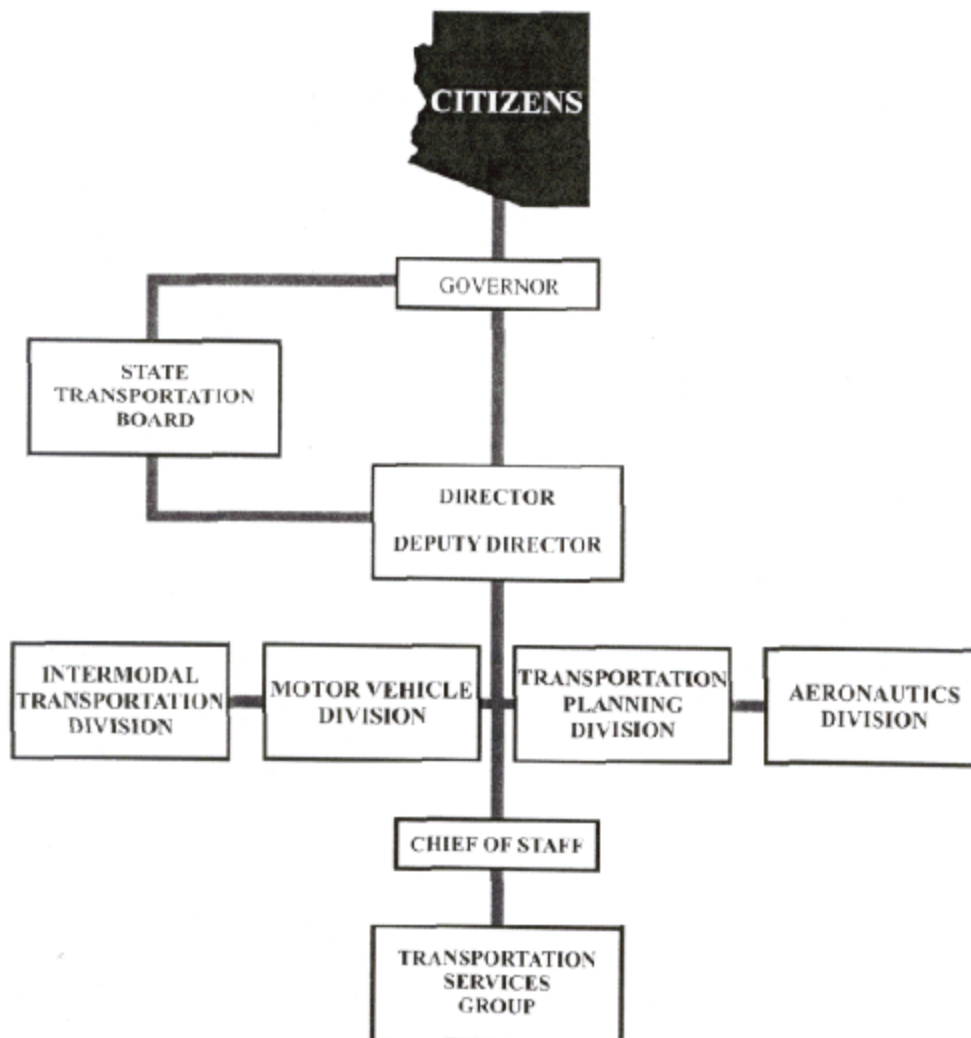 CITIZENS
GOVERNOR
STATE
TRANSPORTATION
BOARD
DIRECTOR
DEPUTY DIRECTOR
INTERMODAL
TRANSPORTATION
DIVISION
MOTOR VEHICLE
DIVISION
TRANSPORTATION
PLANNING
DIVISION
AERONAUTICS
DIVISION
CHIEF OF STAFF
TRANSPORTATION
SERVICES
GROUP